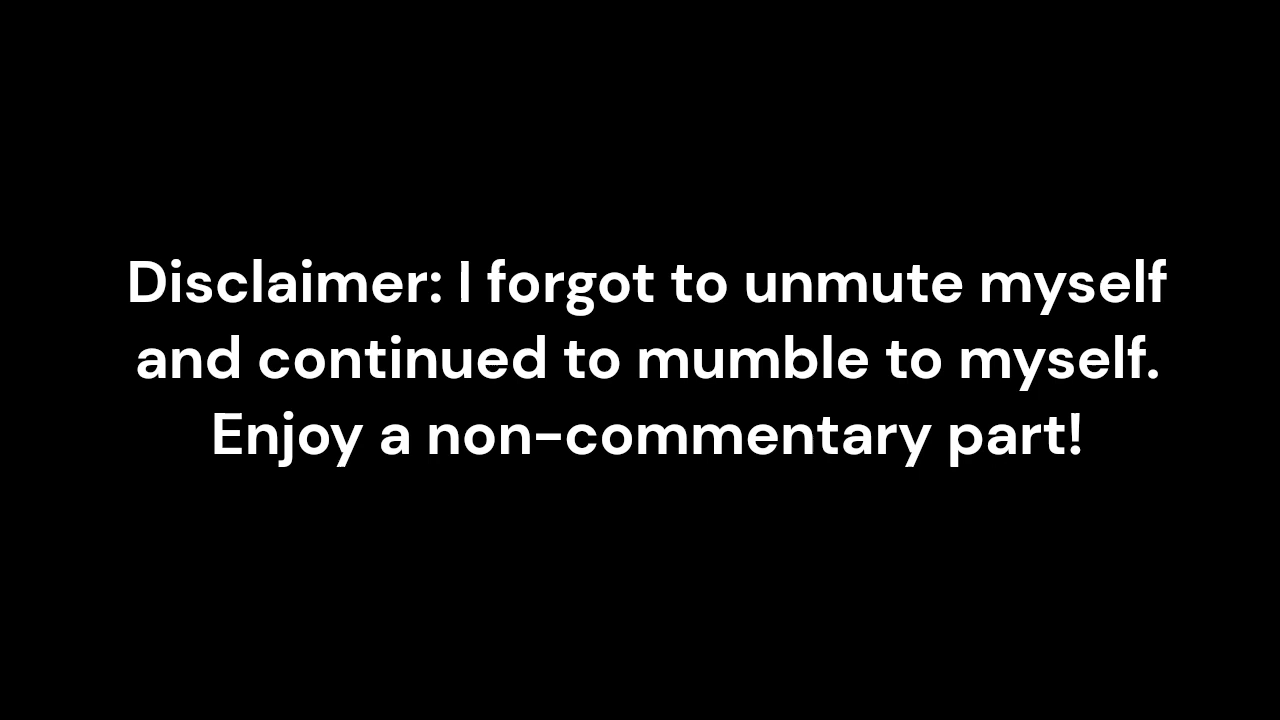 Disclaimer: I forgot to unmute myself
and continued to mumble to myself.
Enjoy a non-commentary part!